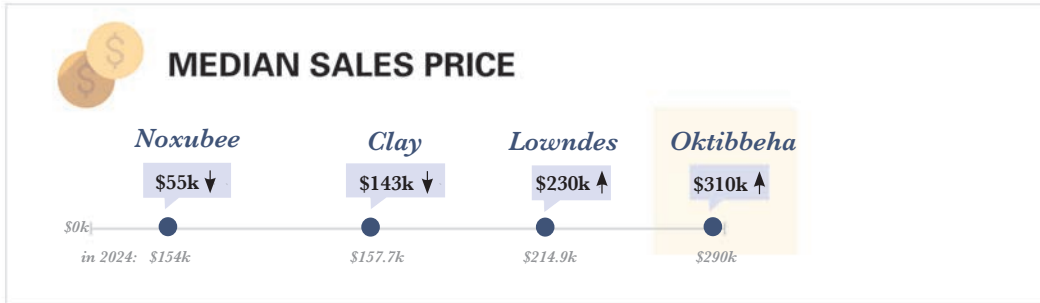 $ $
MEDIAN SALES PRICE
Noxubee Clay Lowndes Oktibbeha
$55k ↓ $143k ↓ $230k ↑ $310k ↑
$0k
in 2024: $154k $157.7k $214.9k $290k